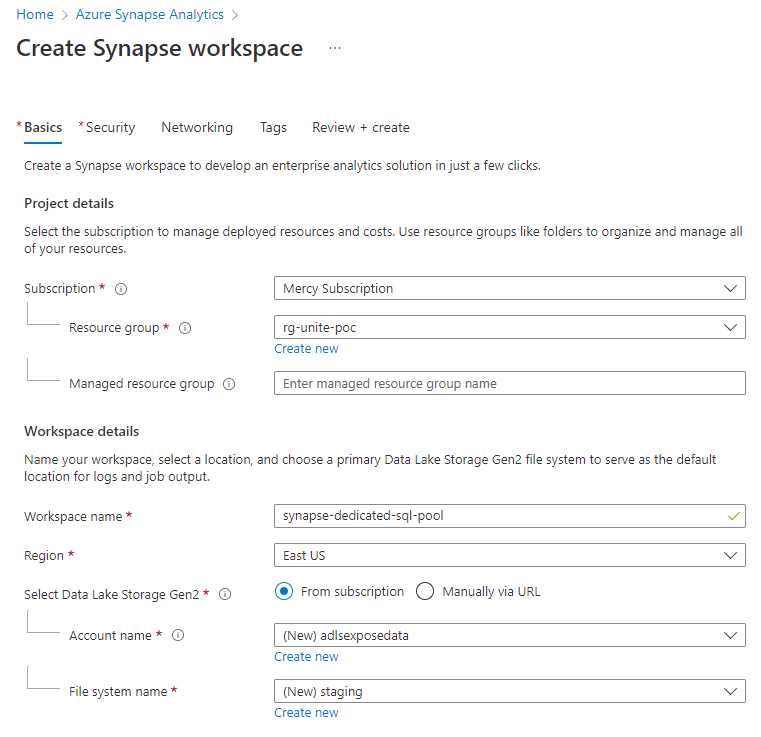 Home > Azure Synapse Analytics >
Create Synapse workspace ...
* Basics * Security Networking Tags Review + create
Create a Synapse workspace to develop an enterprise analytics solution in just a few clicks.
Project details
Select the subscription to manage deployed resources and costs. Use resource groups like folders to organize and manage all
of your resources.
Subscription * Mercy Subscription
Resource group * rg-unite-poc
Create new
Managed resource group Enter managed resource group name
Workspace details
Name your workspace, select a location, and choose a primary Data Lake Storage Gen2 file system to serve as the default
location for logs and job output.
Workspace name * synapse-dedicated-sql-pool
Region * East US
Select Data Lake Storage Gen2 * From subscription Manually via URL
Account name * (New) adlsexposedata
Create new
File system name * (New) staging
Create new